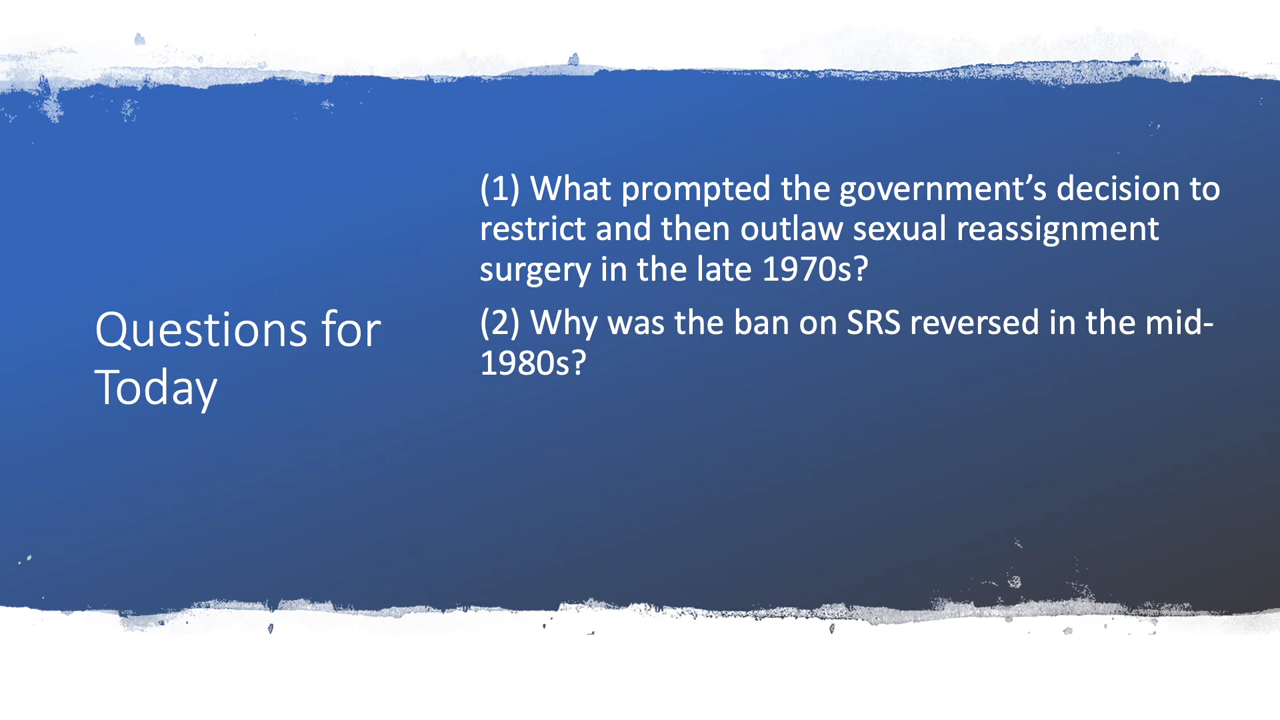 Questions for
Today
(1) What prompted the government’s decision to
restrict and then outlaw sexual reassignment
surgery in the late 1970s?
(2) Why was the ban on SRS reversed in the mid-
1980s?